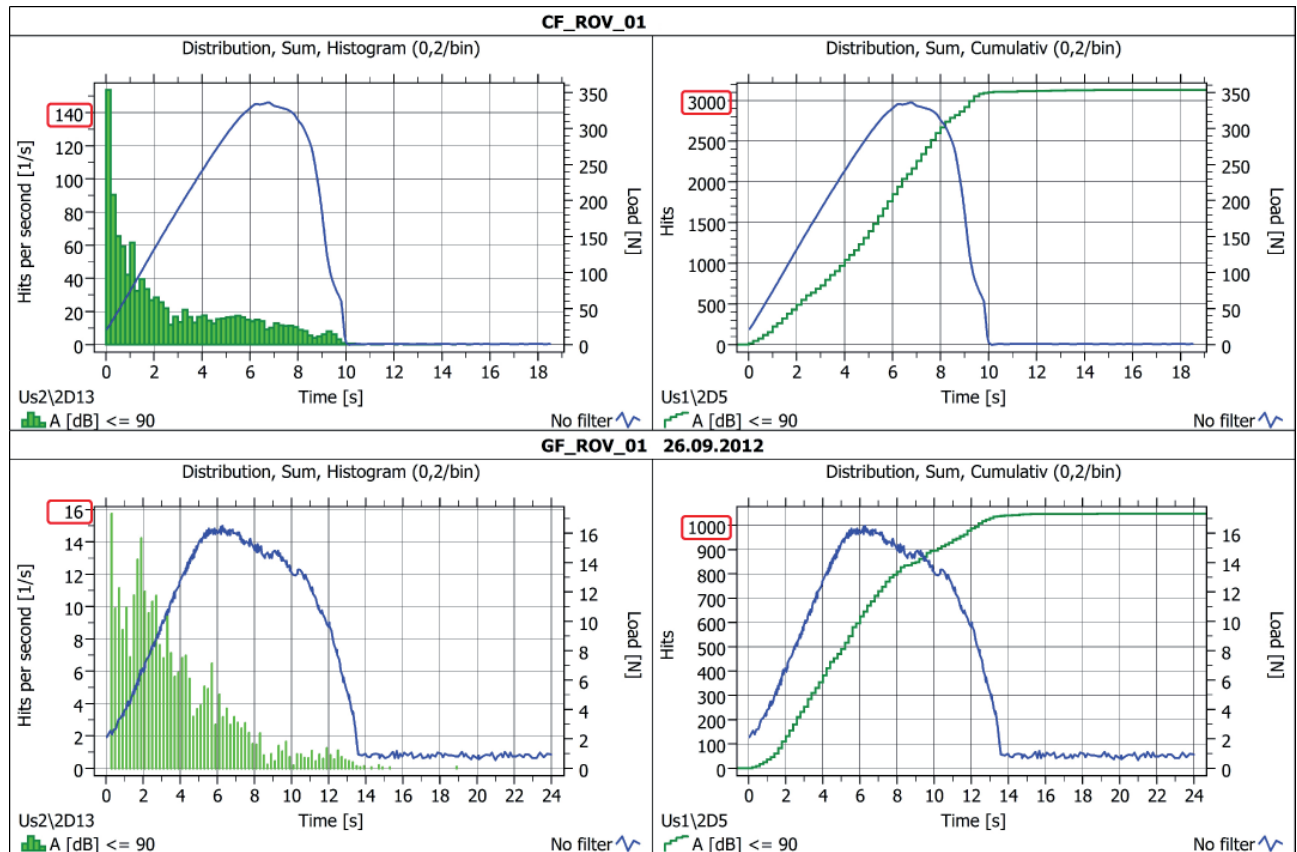 CF_ROV_01
Distribution, Sum, Histogram (0,2/bin)
Hits per second [1/s]
140
120
100
80
60
40
20
0
350
300
250
200
150
100
50
0
Load [N]
0 2 4 6 8 10 12 14 16 18
Time [s]
Us2\2D13
A [dB] <= 90
No filter
Distribution, Sum, Cumulativ (0,2/bin)
Hits
3000
2500
2000
1500
1000
500
0
350
300
250
200
150
100
50
0
Load [N]
0 2 4 6 8 10 12 14 16 18
Time [s]
Us1\2D5
A [dB] <= 90
No filter
GF_ROV_01 26.09.2012
Distribution, Sum, Histogram (0,2/bin)
Hits per second [1/s]
16
14
12
10
8
6
4
2
0
16
14
12
10
8
6
4
2
0
Load [N]
0 2 4 6 8 10 12 14 16 18 20 22 24
Time [s]
Us2\2D13
A [dB] <= 90
No filter
Distribution, Sum, Cumulativ (0,2/bin)
Hits
1000
900
800
700
600
500
400
300
200
100
0
16
14
12
10
8
6
4
2
0
Load [N]
0 2 4 6 8 10 12 14 16 18 20 22 24
Time [s]
Us1\2D5
A [dB] <= 90
No filter